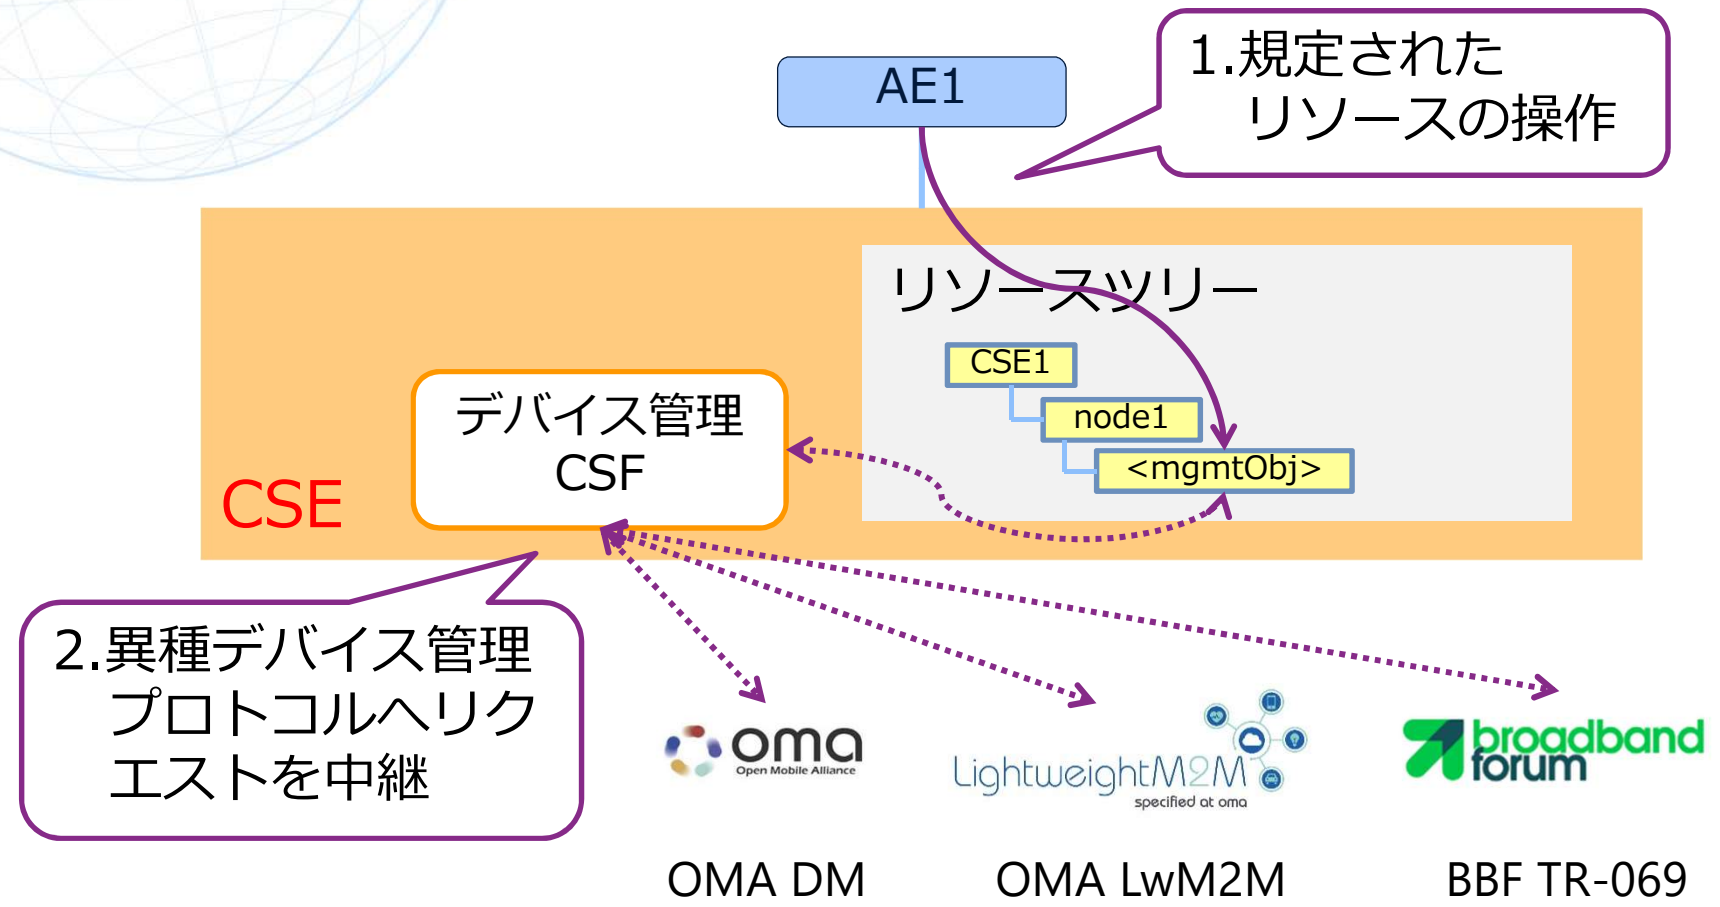 AE1
1.規定された
リソースの操作
リソースツリー
CSE1
node1
<mgmtObj>
デバイス管理
CSF
CSE
2.異種デバイス管理
プロトコルへリク
エストを中継
oma
Open Mobile Alliance
LightweightM2M
specified at oma
broadband
forum
OMA DM
OMA LwM2M
BBF TR-069